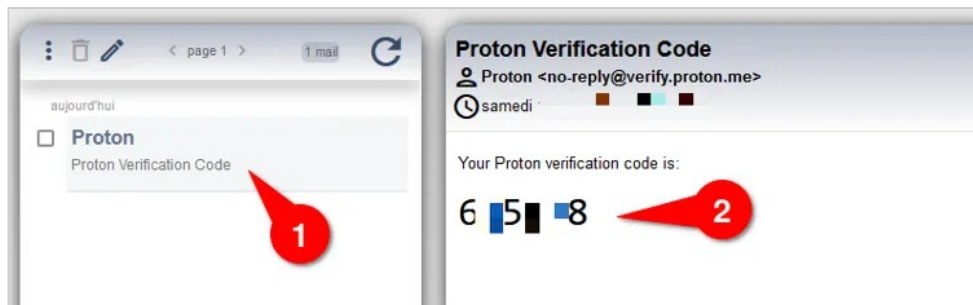 page 1
1 mail
aujourd'hui
Proton
Proton Verification Code
1
Proton Verification Code
Proton <no-reply@verify.proton.me>
samedi
Your Proton verification code is:
6 5 8
2